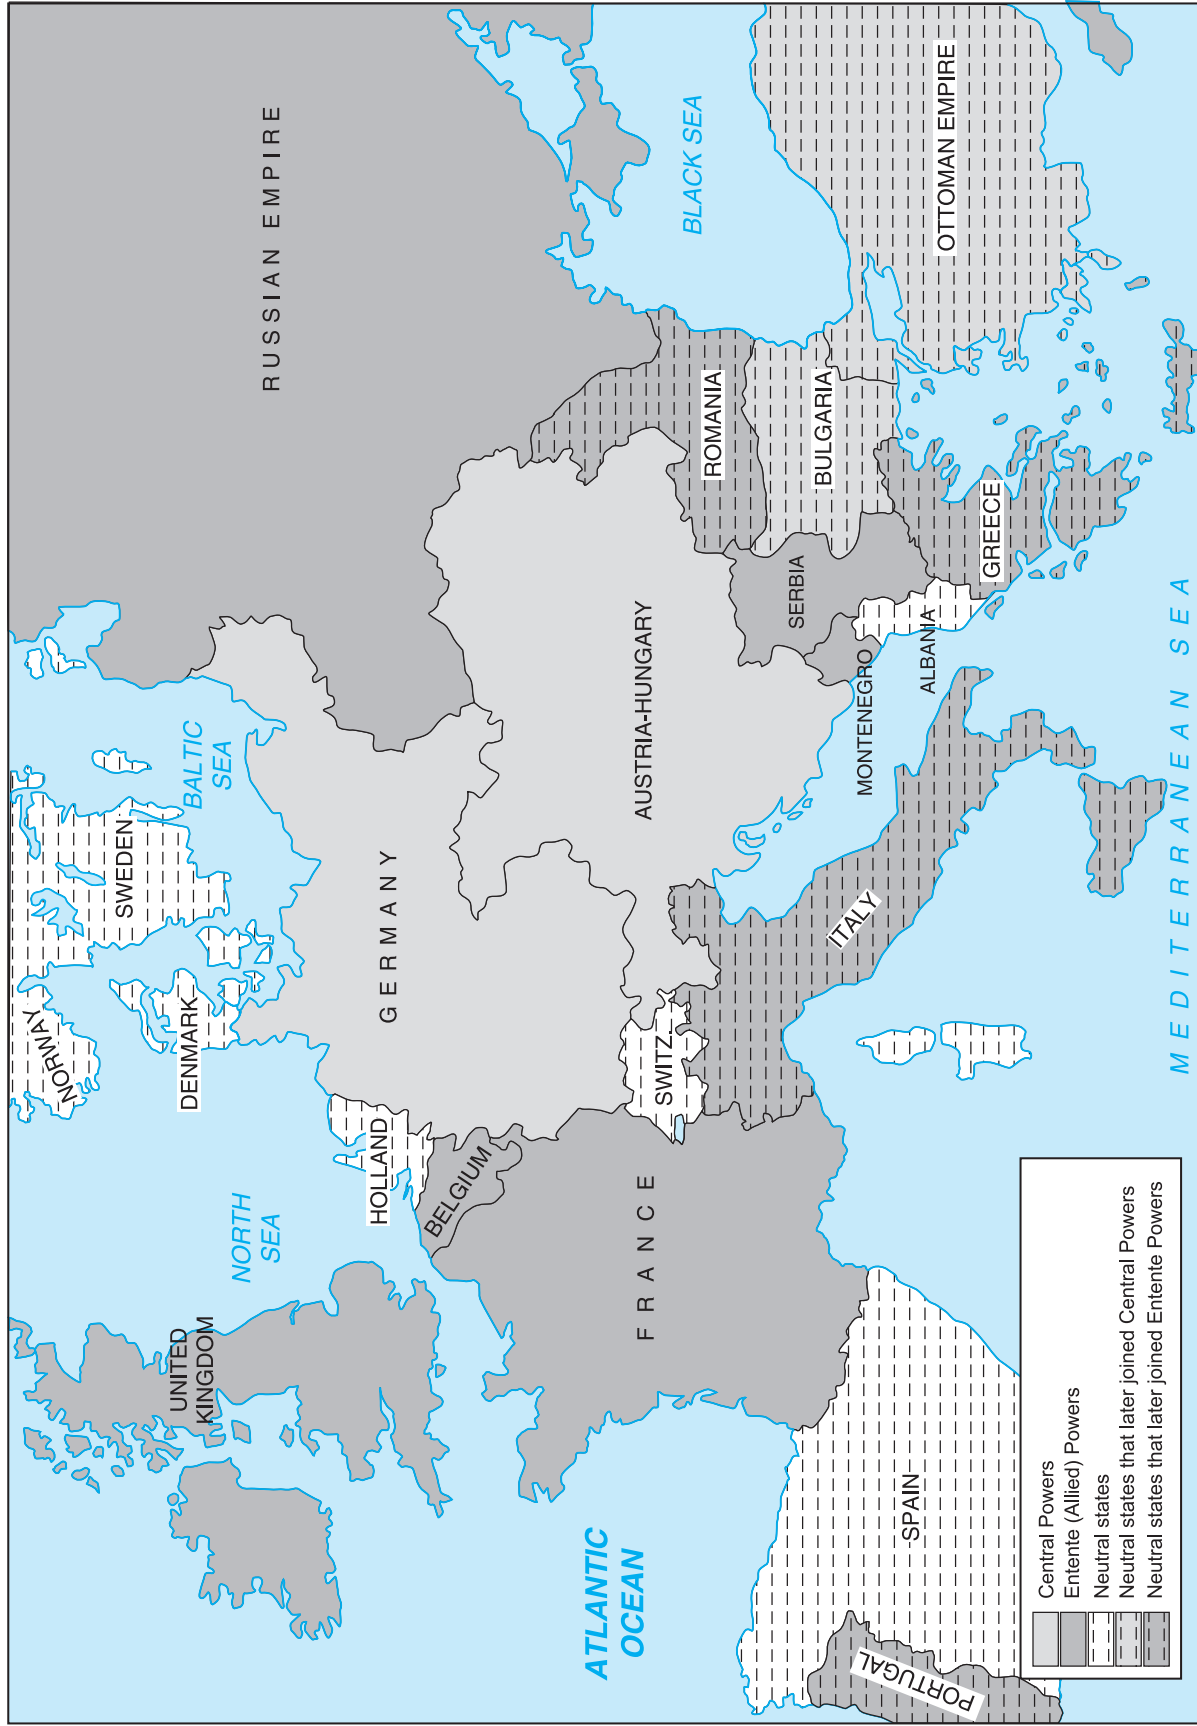 NORWAY
SWEDEN
DENMARK
BALTIC
SEA
RUSSIAN EMPIRE
NORTH
SEA
UNITED
KINGDOM
HOLLAND
BELGIUM
GERMANY
ATLANTIC
OCEAN
FRANCE
SWITZ.
AUSTRIA-HUNGARY
ROMANIA
BLACK SEA
SERBIA
BULGARIA
MONTENEGRO
ALBANIA
ITALY
GREECE
OTTOMAN EMPIRE
SPAIN
PORTUGAL
MEDITERRANEAN SEA
Central Powers
Entente (Allied) Powers
Neutral states
Neutral states that later joined Central Powers
Neutral states that later joined Entente Powers